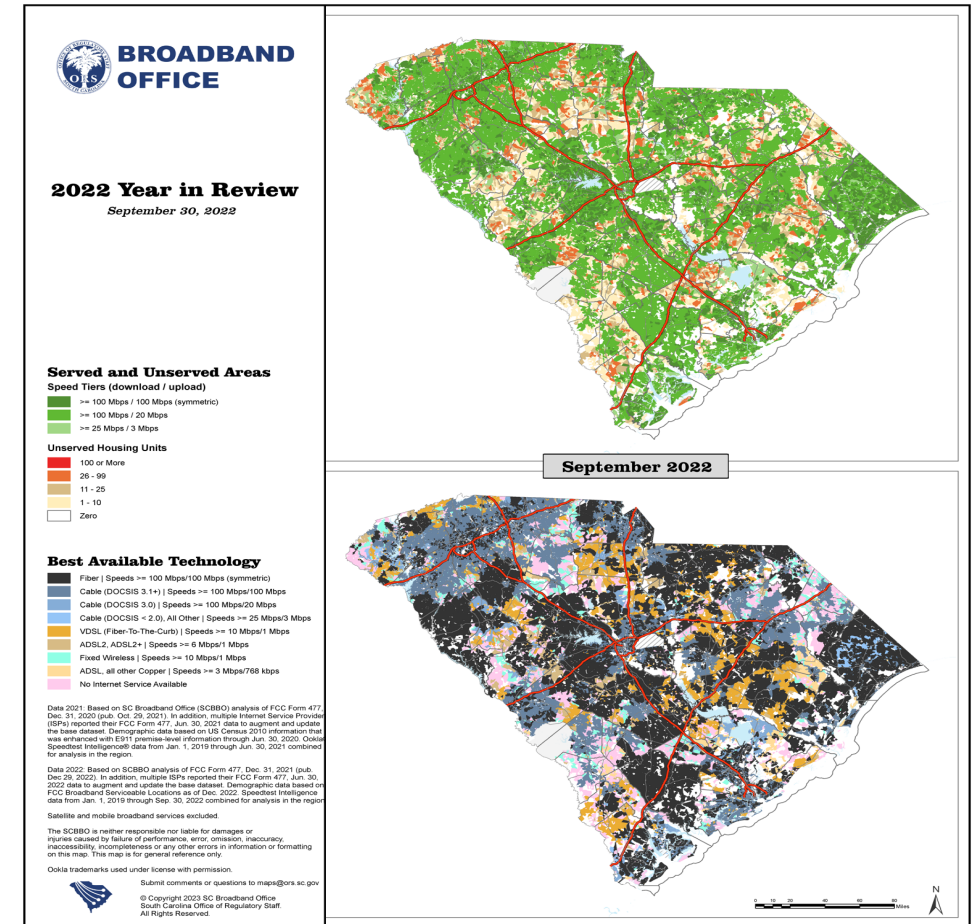 BROADBAND
OFFICE
ORS
2022 Year in Review
September 30, 2022
Served and Unserved Areas
Speed Tiers (download / upload)
>= 100 Mbps / 100 Mbps (symmetric)
>= 100 Mbps / 20 Mbps
>= 25 Mbps / 3 Mbps
Unserved Housing Units
100 or More
26 - 99
11 - 25
1 - 10
Zero
Best Available Technology
Fiber | Speeds >= 100 Mbps/100 Mbps (symmetric)
Cable (DOCSIS 3.1+) | Speeds >= 100 Mbps/100 Mbps
Cable (DOCSIS 3.0) | Speeds >= 100 Mbps/20 Mbps
Cable (DOCSIS < 2.0), All Other | Speeds >= 25 Mbps/3 Mbps
VDSL (Fiber-To-The-Curb) | Speeds >= 10 Mbps/1 Mbps
ADSL2, ADSL2+ | Speeds >= 6 Mbps/1 Mbps
Fixed Wireless | Speeds >= 10 Mbps/1 Mbps
ADSL, all other Copper | Speeds >= 3 Mbps/768 kbps
No Internet Service Available
Data 2021: Based on SC Broadband Office (SCBBO) analysis of FCC Form 477,
Dec. 31, 2020 (pub. Oct. 29, 2021). In addition, multiple Internet Service Provider
(ISPs) reported their FCC Form 477, Jun. 30, 2021 data to augment and update
the base dataset. Demographic data based on US Census 2010 information that
was enhanced with E911 premise-level information through Jun. 30, 2020. Ookla
Speedtest Intelligence® data from Jan. 1, 2019 through Jun. 30, 2021 combined
for analysis in the region.
Data 2022: Based on SCBBO analysis of FCC Form 477, Dec. 31, 2021 (pub.
Dec 29, 2022). In addition, multiple ISPs reported their FCC Form 477, Jun. 30,
2022 data to augment and update the base dataset. Demographic data based on
FCC Broadband Serviceable Locations as of Dec. 2022. Speedtest Intelligence
data from Jan. 1, 2019 through Sep. 30, 2022 combined for analysis in the region
Satellite and mobile broadband services excluded.
The SCBBO is neither responsible nor liable for damages or
injuries caused by failure of performance, error, omission, inaccuracy,
inaccessibility, incompleteness or any other errors in information or formatting
on this map. This map is for general reference only.
Ookla trademarks used under license with permission.
Submit comments or questions to maps@ors.sc.gov
© Copyright 2023 SC Broadband Office
South Carolina Office of Regulatory Staff.
All Rights Reserved.
September 2022
N
0 10 20 40 60 80
Miles